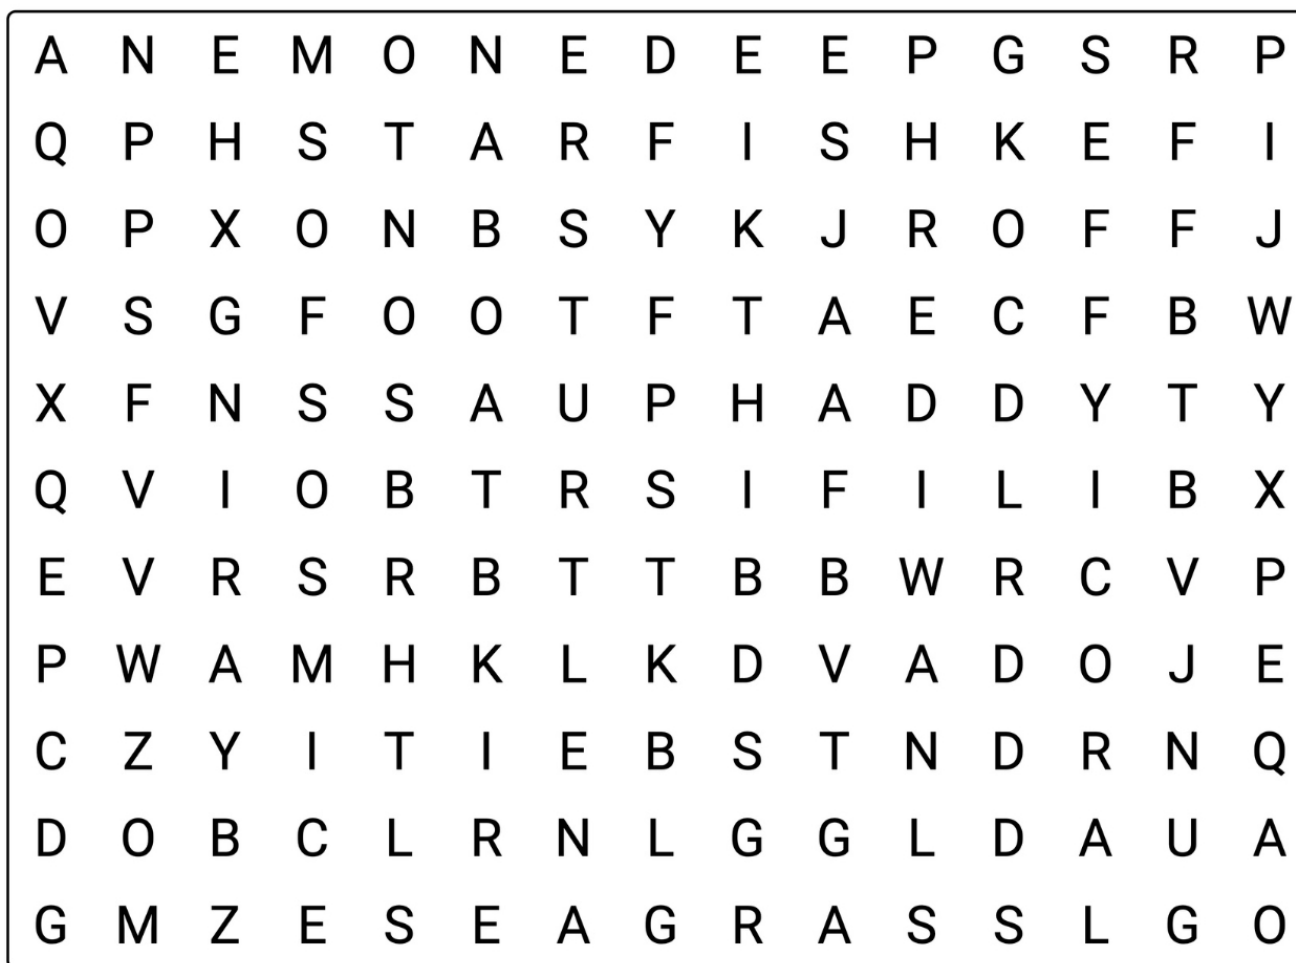 A N E M O N E D E E P G S R P
Q P H S T A R F I S H K E F I
O P X O N B S Y K J R O F F J
V S G F O O T F T A E C F B W
X F N S S A U P H A D D Y T Y
Q V I O B T R S I F I L I B X
E V R S R B T T B B W R C V P
P W A M H K L K D V A D O J E
C Z Y I T I E B S T N D R N Q
D O B C L R N L G G L D A U A
G M Z E S E A G R A S S L G O